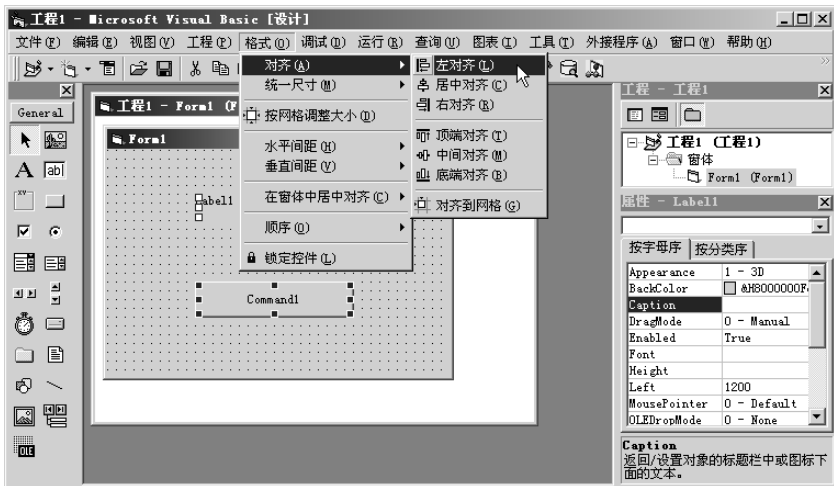 工程1 - Microsoft Visual Basic [设计]
文件(F) 编辑(E) 视图(V) 工程(P) 格式(O) 调试(D) 运行(R) 查询(U) 图表(I) 工具(T) 外接程序(A) 窗口(W) 帮助(H)
General
A
ab
XY
OLE
工程1 - Form1 (F
Form1
Label1
Command1
对齐(A)
统一尺寸(M)
按网格调整大小(D)
水平间距(H)
垂直间距(V)
在窗体中居中对齐(C)
顺序(O)
锁定控件(L)
左对齐(L)
居中对齐(C)
右对齐(R)
顶端对齐(T)
中间对齐(M)
底端对齐(B)
对齐到网格(G)
工程 - 工程1
工程1 (工程1)
窗体
Form1 (Form1)
属性 - Label1
按字母序 按分类序
Appearance 1 - 3D
BackColor &H8000000F
Caption
DragMode 0 - Manual
Enabled True
Font
Height
Left 1200
MousePointer 0 - Default
OLEDropMode 0 - None
Caption
返回/设置对象的标题栏中或图标下
面的文本。